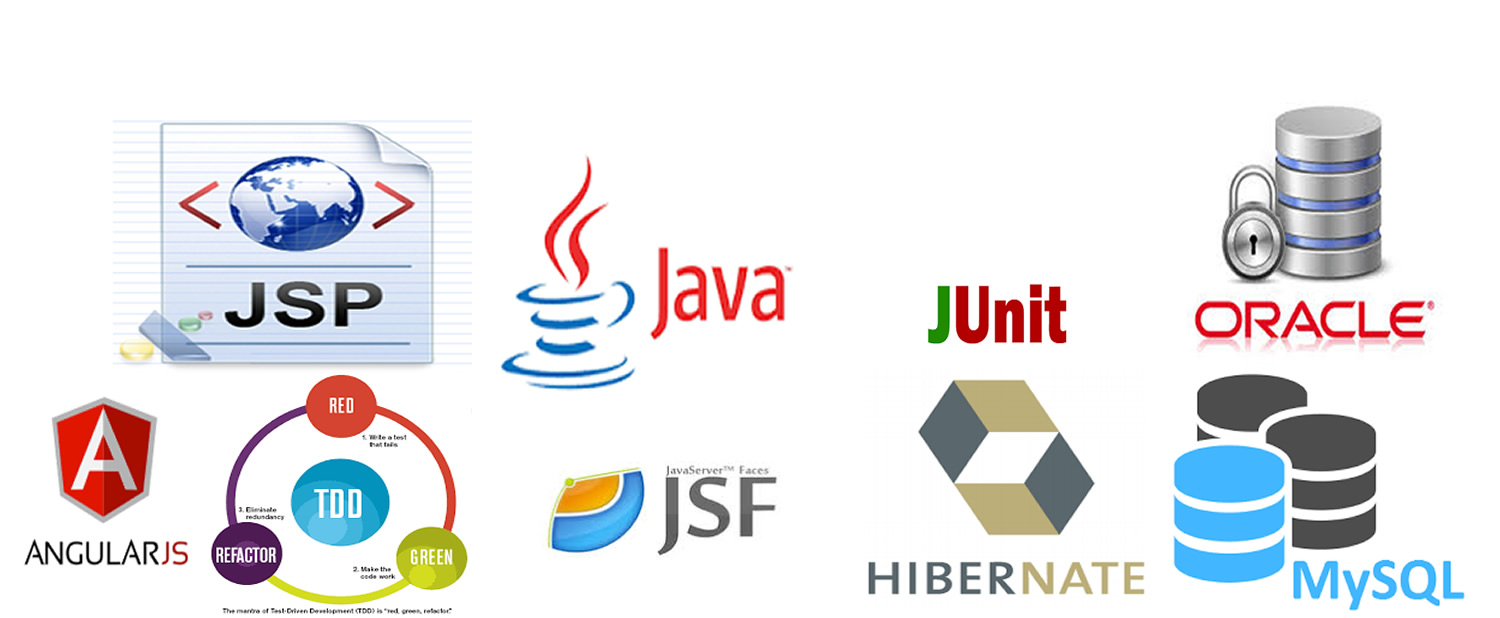 < >
JSP
Java™
JUnit
ORACLE®
ANGULARJS
RED
1. Write a test
that fails
TDD
3. Eliminate
redundancy
REFACTOR
GREEN
2. Make the
code work
The mantra of Test-Driven Development (TDD) is "red, green, refactor."
JavaServer™ Faces
JSF
HIBERNATE
MySQL